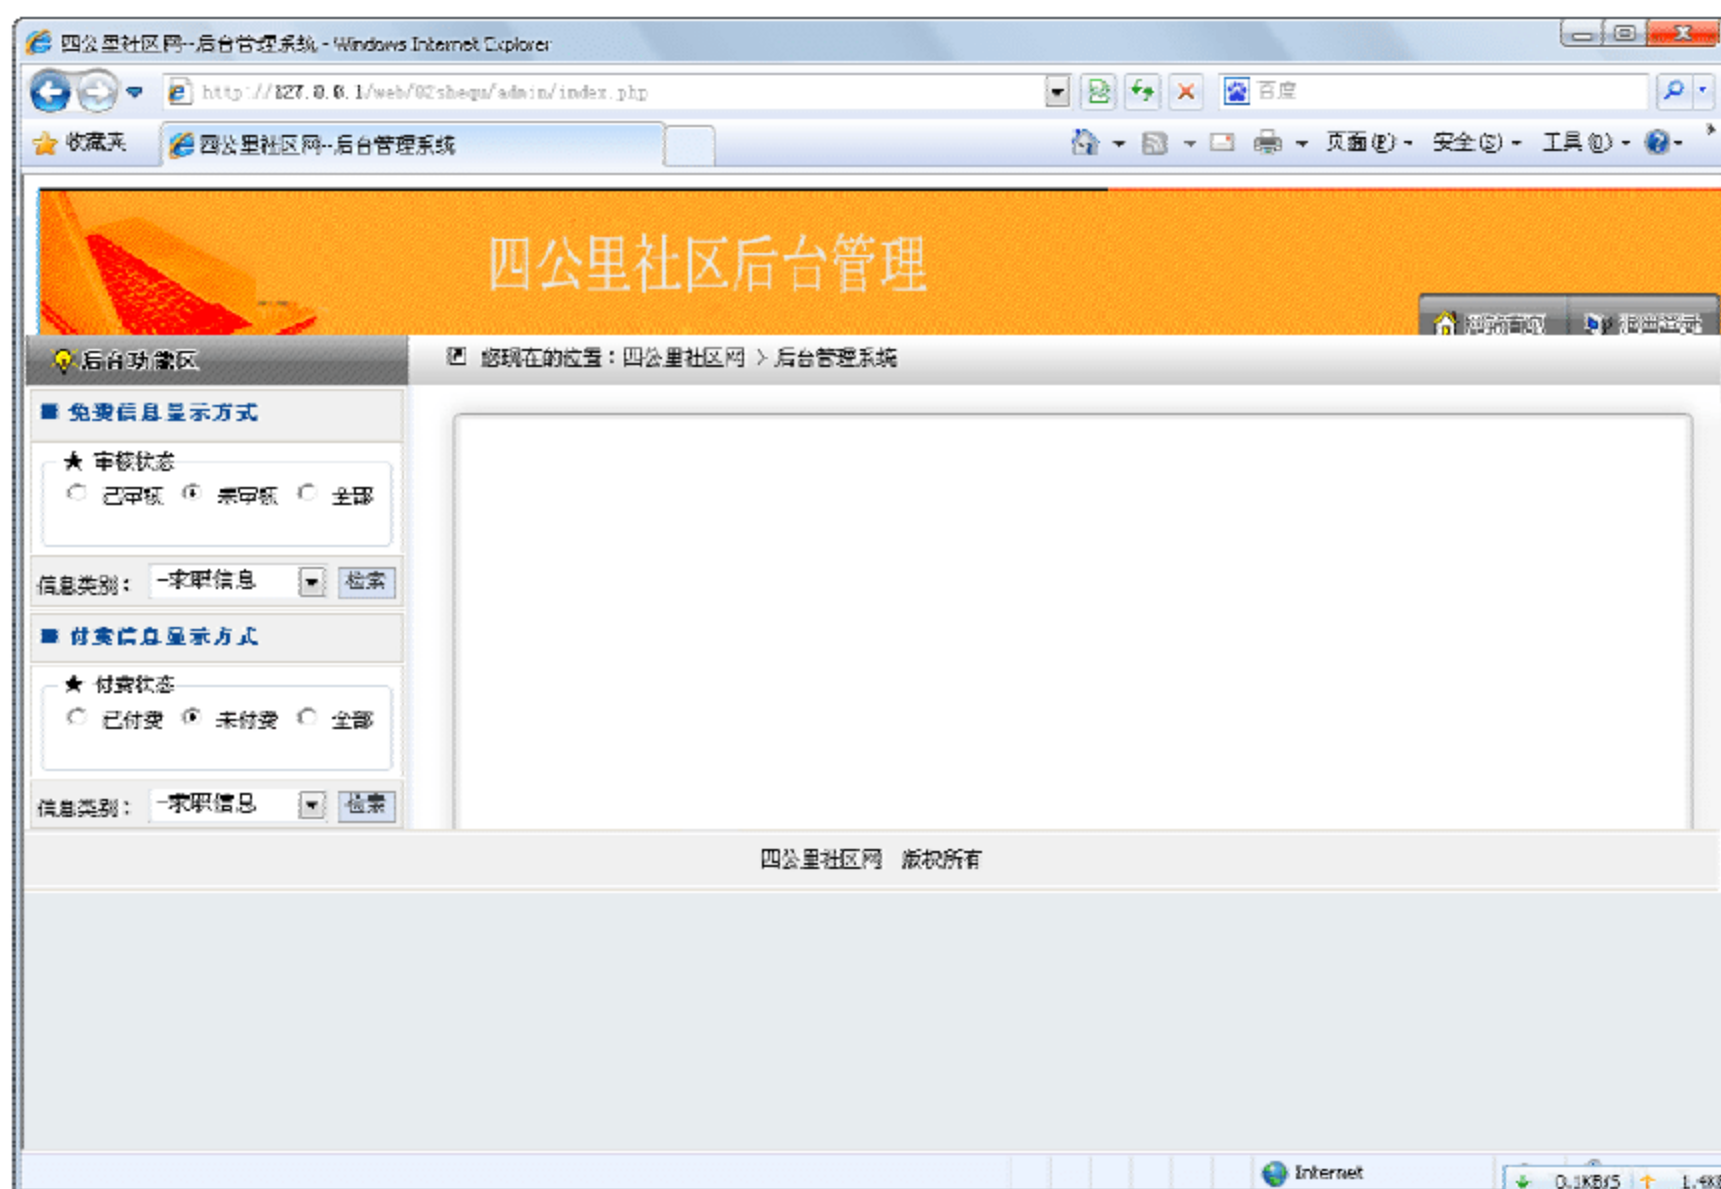 四公里社区网--后台管理系统 - Windows Internet Explorer
http://127.0.0.1/web/02shequ/admin/index.php
百度
收藏夹
四公里社区网--后台管理系统
页面(P)
安全(S)
工具(O)
四公里社区后台管理
后台功能区
您现在的位置：四公里社区网 > 后台管理系统
免费信息显示方式
★ 审核状态
已审核 未审核 全部
信息类别： -求职信息 检索
付费信息显示方式
★ 付费状态
已付费 未付费 全部
信息类别： -求职信息 检索
四公里社区网 版权所有
Internet
0.1KB/S